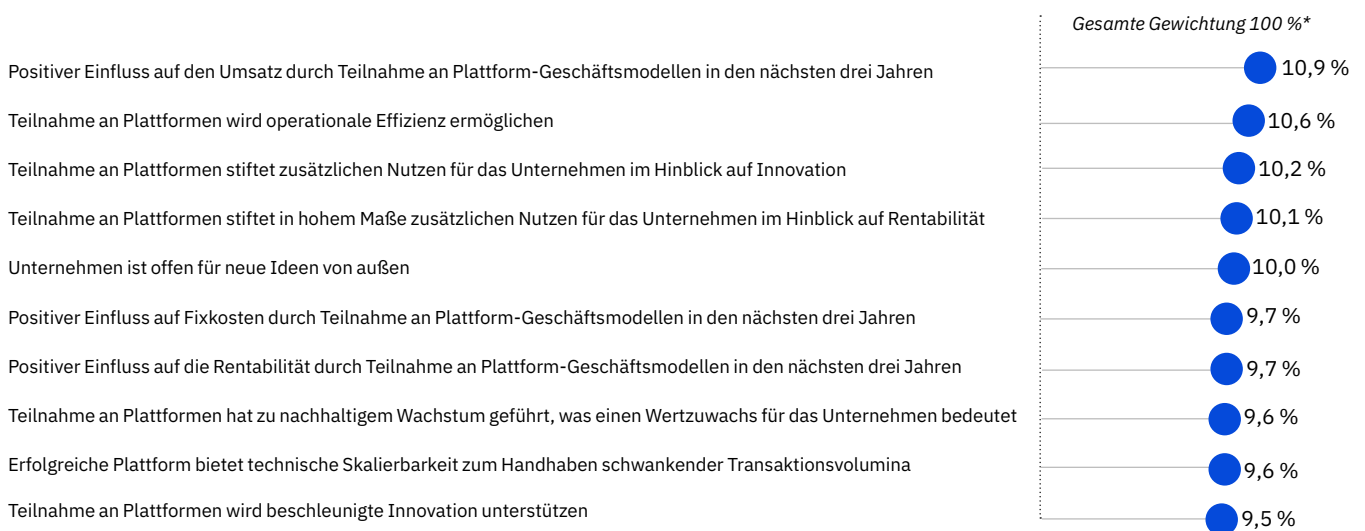 Gesamte Gewichtung 100 %*
Positiver Einfluss auf den Umsatz durch Teilnahme an Plattform-Geschäftsmodellen in den nächsten drei Jahren 10,9 %
Teilnahme an Plattformen wird operationale Effizienz ermöglichen 10,6 %
Teilnahme an Plattformen stiftet zusätzlichen Nutzen für das Unternehmen im Hinblick auf Innovation 10,2 %
Teilnahme an Plattformen stiftet in hohem Maße zusätzlichen Nutzen für das Unternehmen im Hinblick auf Rentabilität 10,1 %
Unternehmen ist offen für neue Ideen von außen 10,0 %
Positiver Einfluss auf Fixkosten durch Teilnahme an Plattform-Geschäftsmodellen in den nächsten drei Jahren 9,7 %
Positiver Einfluss auf die Rentabilität durch Teilnahme an Plattform-Geschäftsmodellen in den nächsten drei Jahren 9,7 %
Teilnahme an Plattformen hat zu nachhaltigem Wachstum geführt, was einen Wertzuwachs für das Unternehmen bedeutet 9,6 %
Erfolgreiche Plattform bietet technische Skalierbarkeit zum Handhaben schwankender Transaktionsvolumina 9,6 %
Teilnahme an Plattformen wird beschleunigte Innovation unterstützen 9,5 %